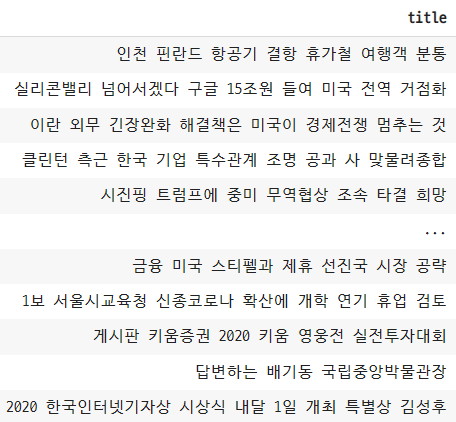 title
인천 핀란드 항공기 결항 휴가철 여행객 분통
실리콘밸리 넘어서겠다 구글 15조원 들여 미국 전역 거점화
이란 외무 긴장완화 해결책은 미국이 경제전쟁 멈추는 것
클린턴 측근 한국 기업 특수관계 조명 공과 사 맞물려종합
시진핑 트럼프에 중미 무역협상 조속 타결 희망
...
금융 미국 스티펠과 제휴 선진국 시장 공략
1보 서울시교육청 신종코로나 확산에 개학 연기 휴업 검토
게시판 키움증권 2020 키움 영웅전 실전투자대회
답변하는 배기동 국립중앙박물관장
2020 한국인터넷기자상 시상식 내달 1일 개최 특별상 김성후